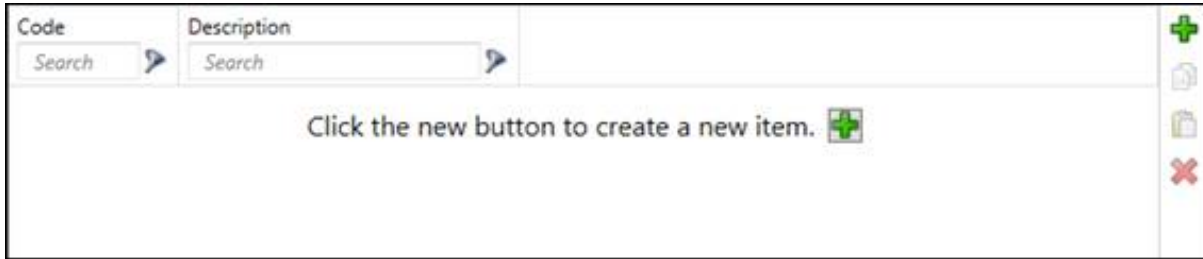 Code Description
Search Search
Click the new button to create a new item.